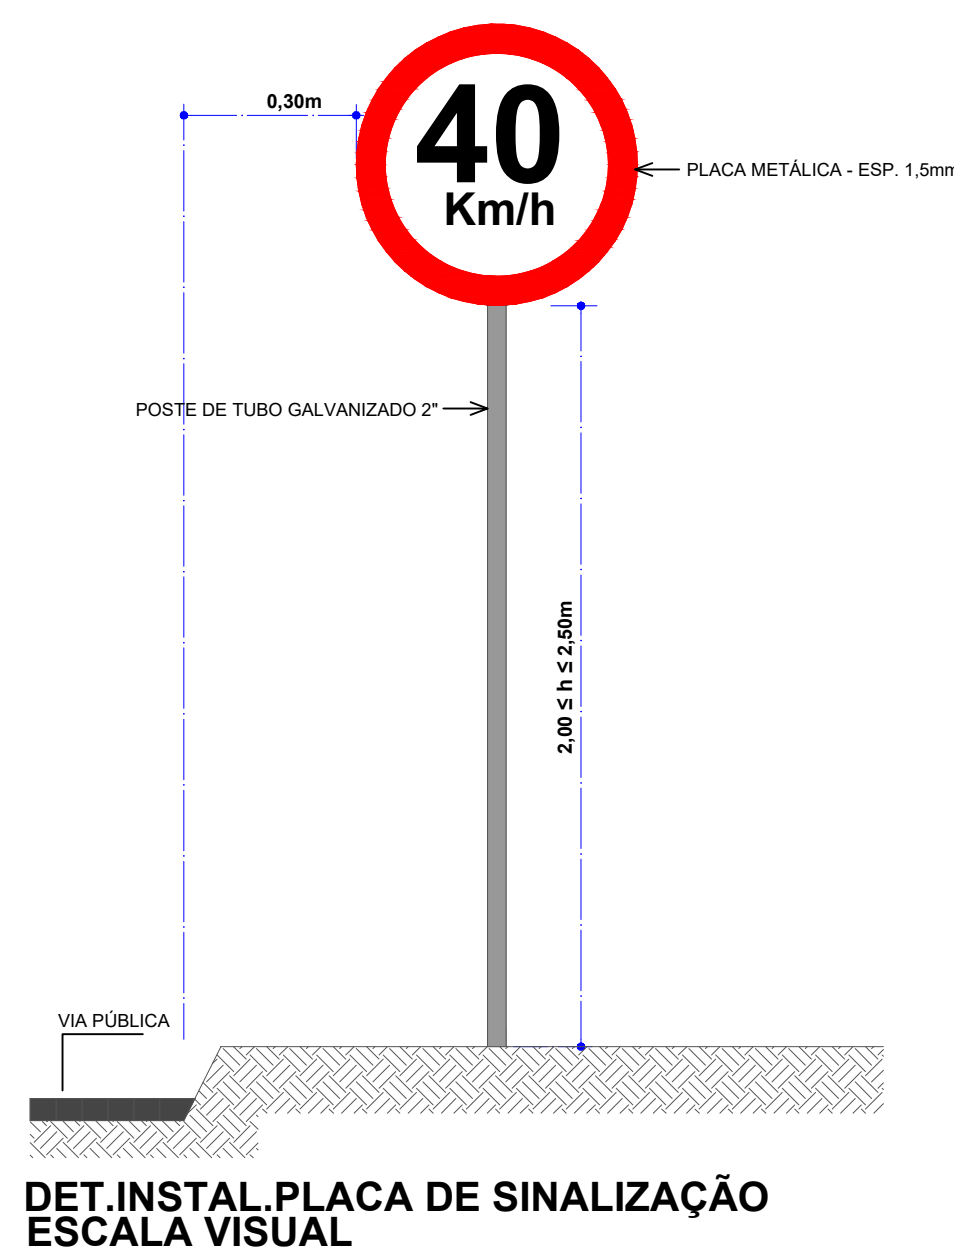 0,30m
40
Km/h
PLACA METÁLICA - ESP. 1,5mm
POSTE DE TUBO GALVANIZADO 2"
2,00 ≤ h ≤ 2,50m
VIA PÚBLICA
DET.INSTAL.PLACA DE SINALIZAÇÃO
ESCALA VISUAL